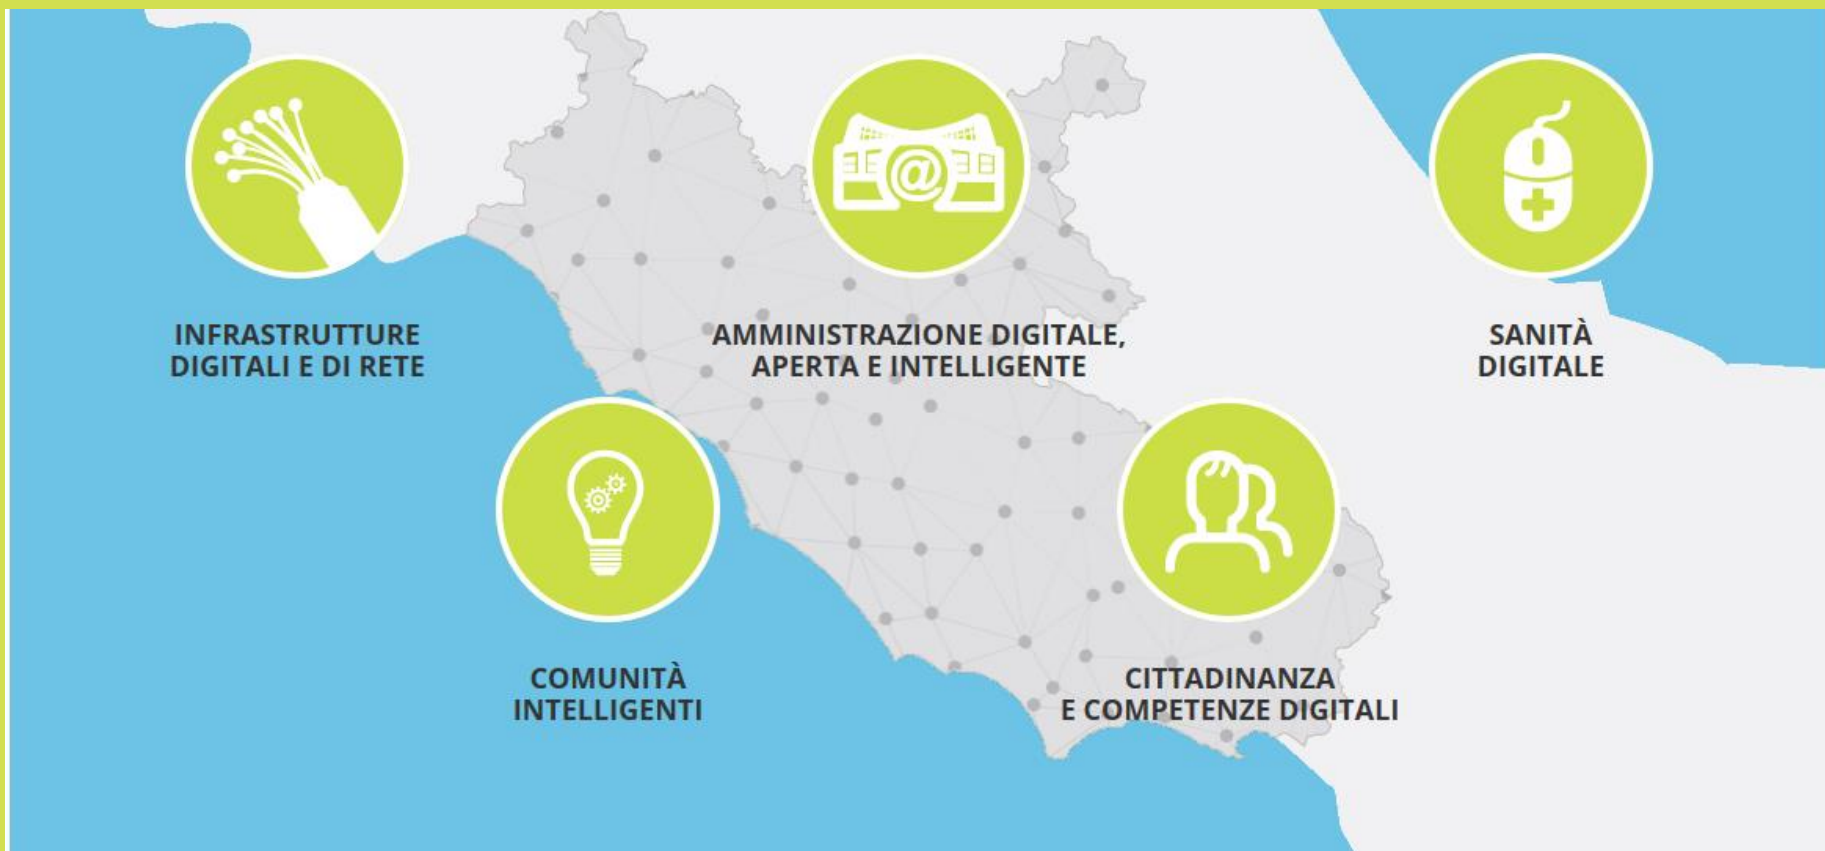 INFRASTRUTTURE
DIGITALI E DI RETE
AMMINISTRAZIONE DIGITALE,
APERTA E INTELLIGENTE
SANITÀ
DIGITALE
COMUNITÀ
INTELLIGENTI
CITTADINANZA
E COMPETENZE DIGITALI